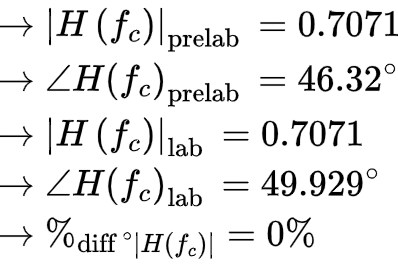 → |H (f_c)|_prelab = 0.7071
→ ∠H(f_c)_prelab = 46.32°
→ |H (f_c)|_lab = 0.7071
→ ∠H(f_c)_lab = 49.929°
→ %_diff °|H(f_c)| = 0%